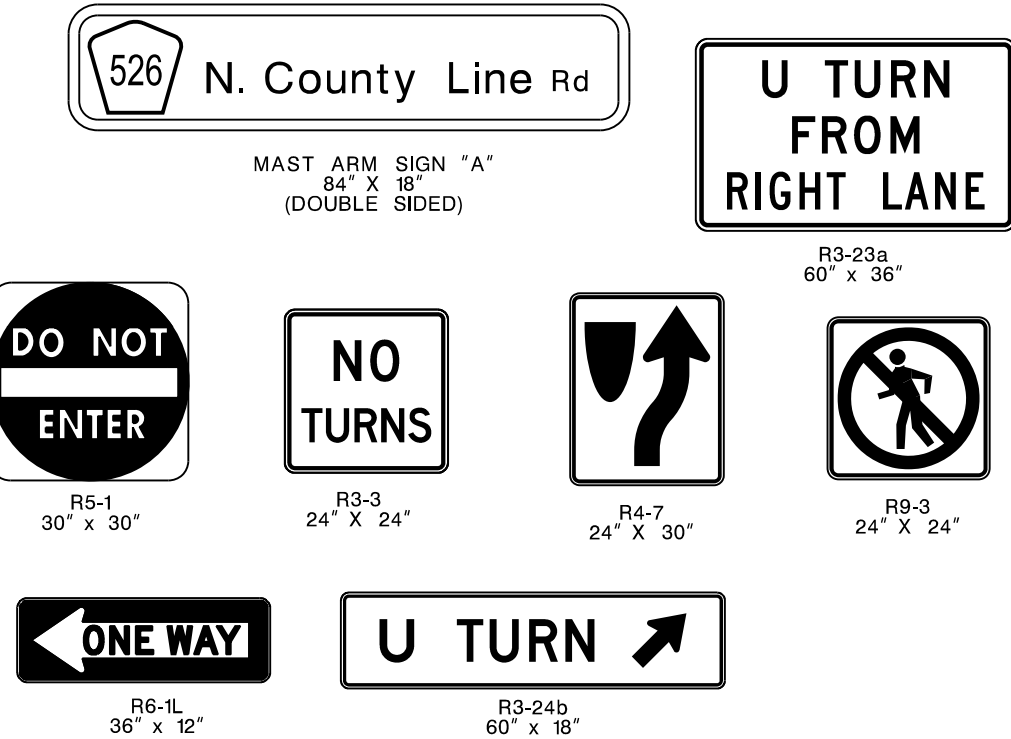 526 N. County Line Rd
MAST ARM SIGN "A"
84" X 18"
(DOUBLE SIDED)
U TURN
FROM
RIGHT LANE
R3-23a
60" x 36"
DO NOT
ENTER
R5-1
30" x 30"
NO
TURNS
R3-3
24" X 24"
R4-7
24" X 30"
R9-3
24" X 24"
ONE WAY
R6-1L
36" x 12"
U TURN
R3-24b
60" x 18"